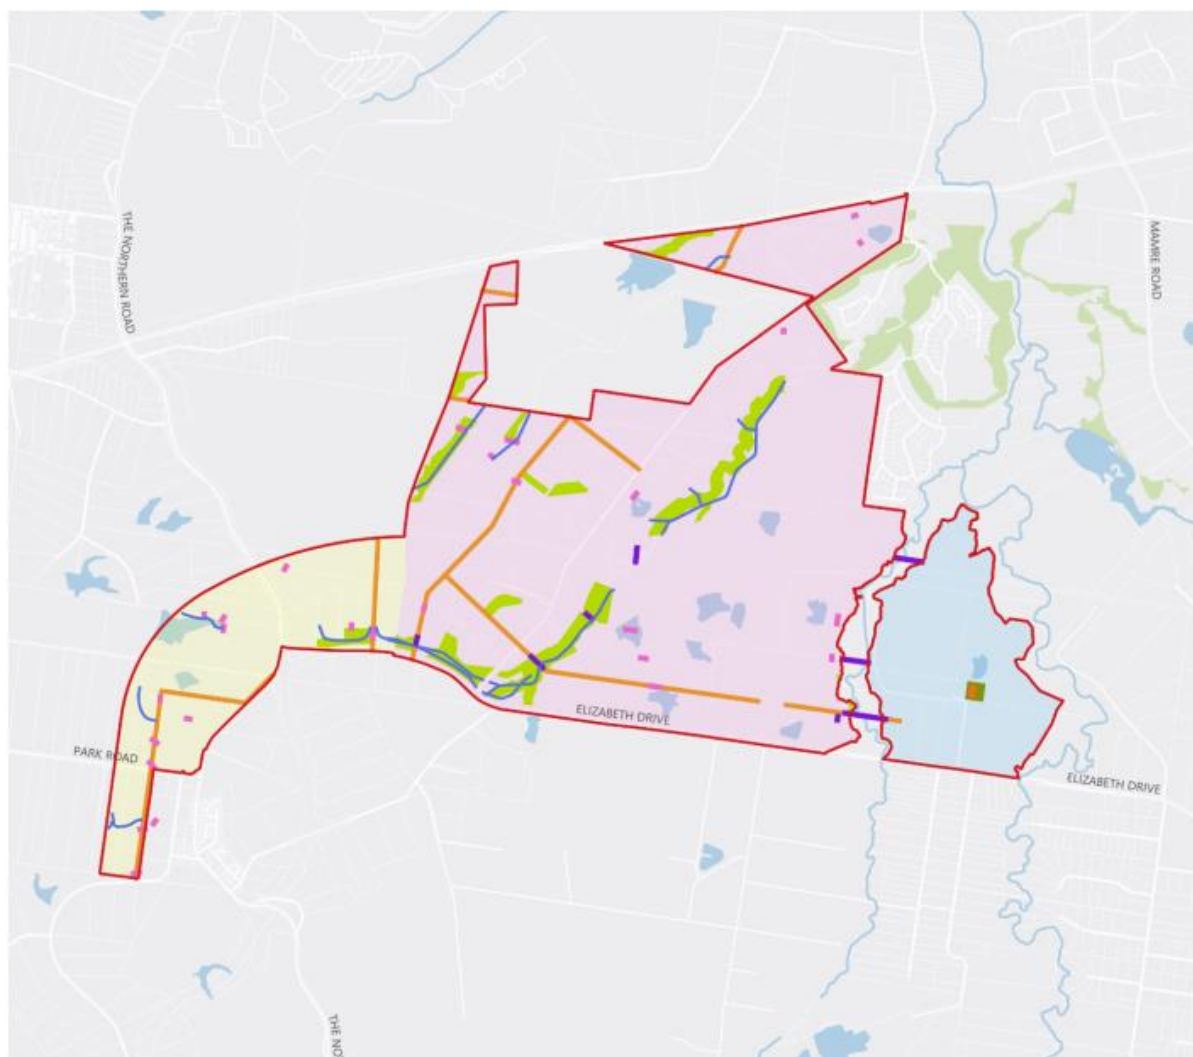 THE NORTHERN ROAD
MAMRE ROAD
ELIZABETH DRIVE
PARK ROAD
ELIZABETH DRIVE
THE NO